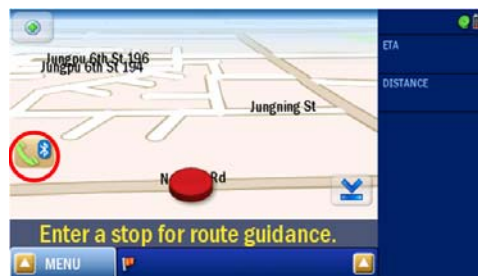 Jungpu 6th St 196
Jungpu 6th St 194
ETA
DISTANCE
Jungning St
N Rd
Enter a stop for route guidance.
MENU